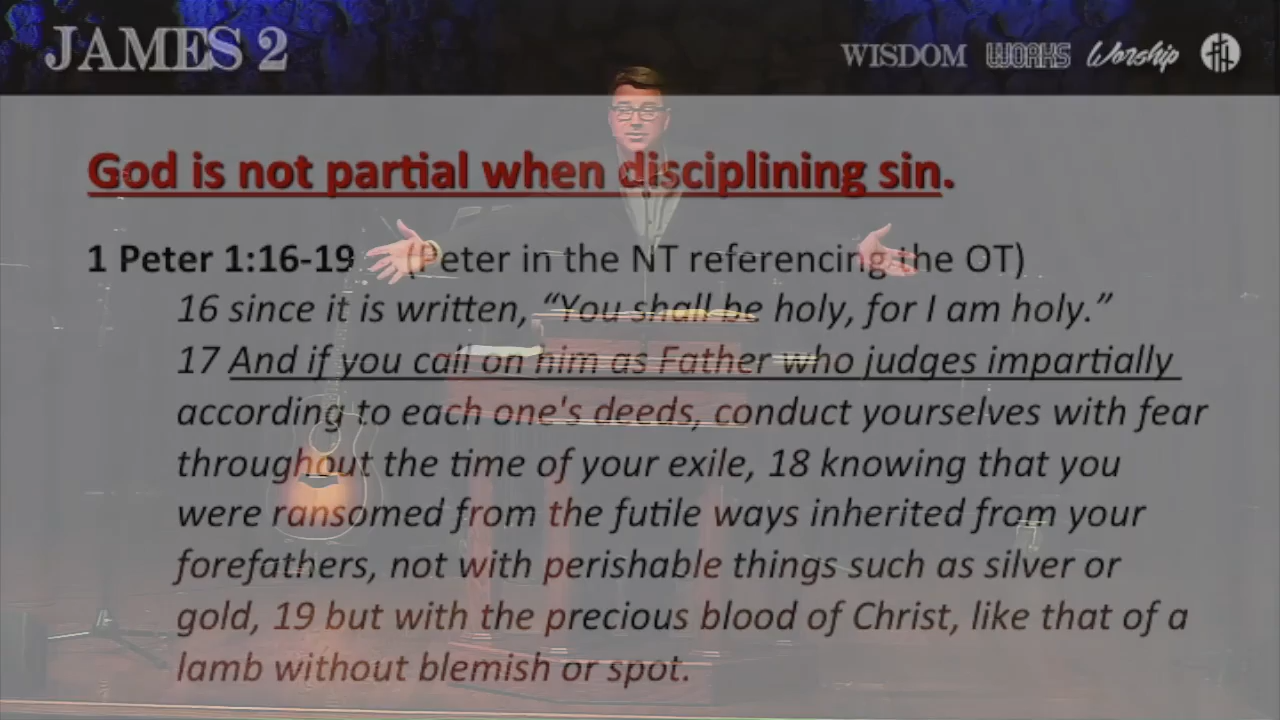 JAMES 2
WISDOM WORKS Worship
God is not partial when disciplining sin.
1 Peter 1:16-19 (Peter in the NT referencing the OT)
16 since it is written, “You shall be holy, for I am holy.”
17 And if you call on him as Father who judges impartially
according to each one's deeds, conduct yourselves with fear
throughout the time of your exile, 18 knowing that you
were ransomed from the futile ways inherited from your
forefathers, not with perishable things such as silver or
gold, 19 but with the precious blood of Christ, like that of a
lamb without blemish or spot.